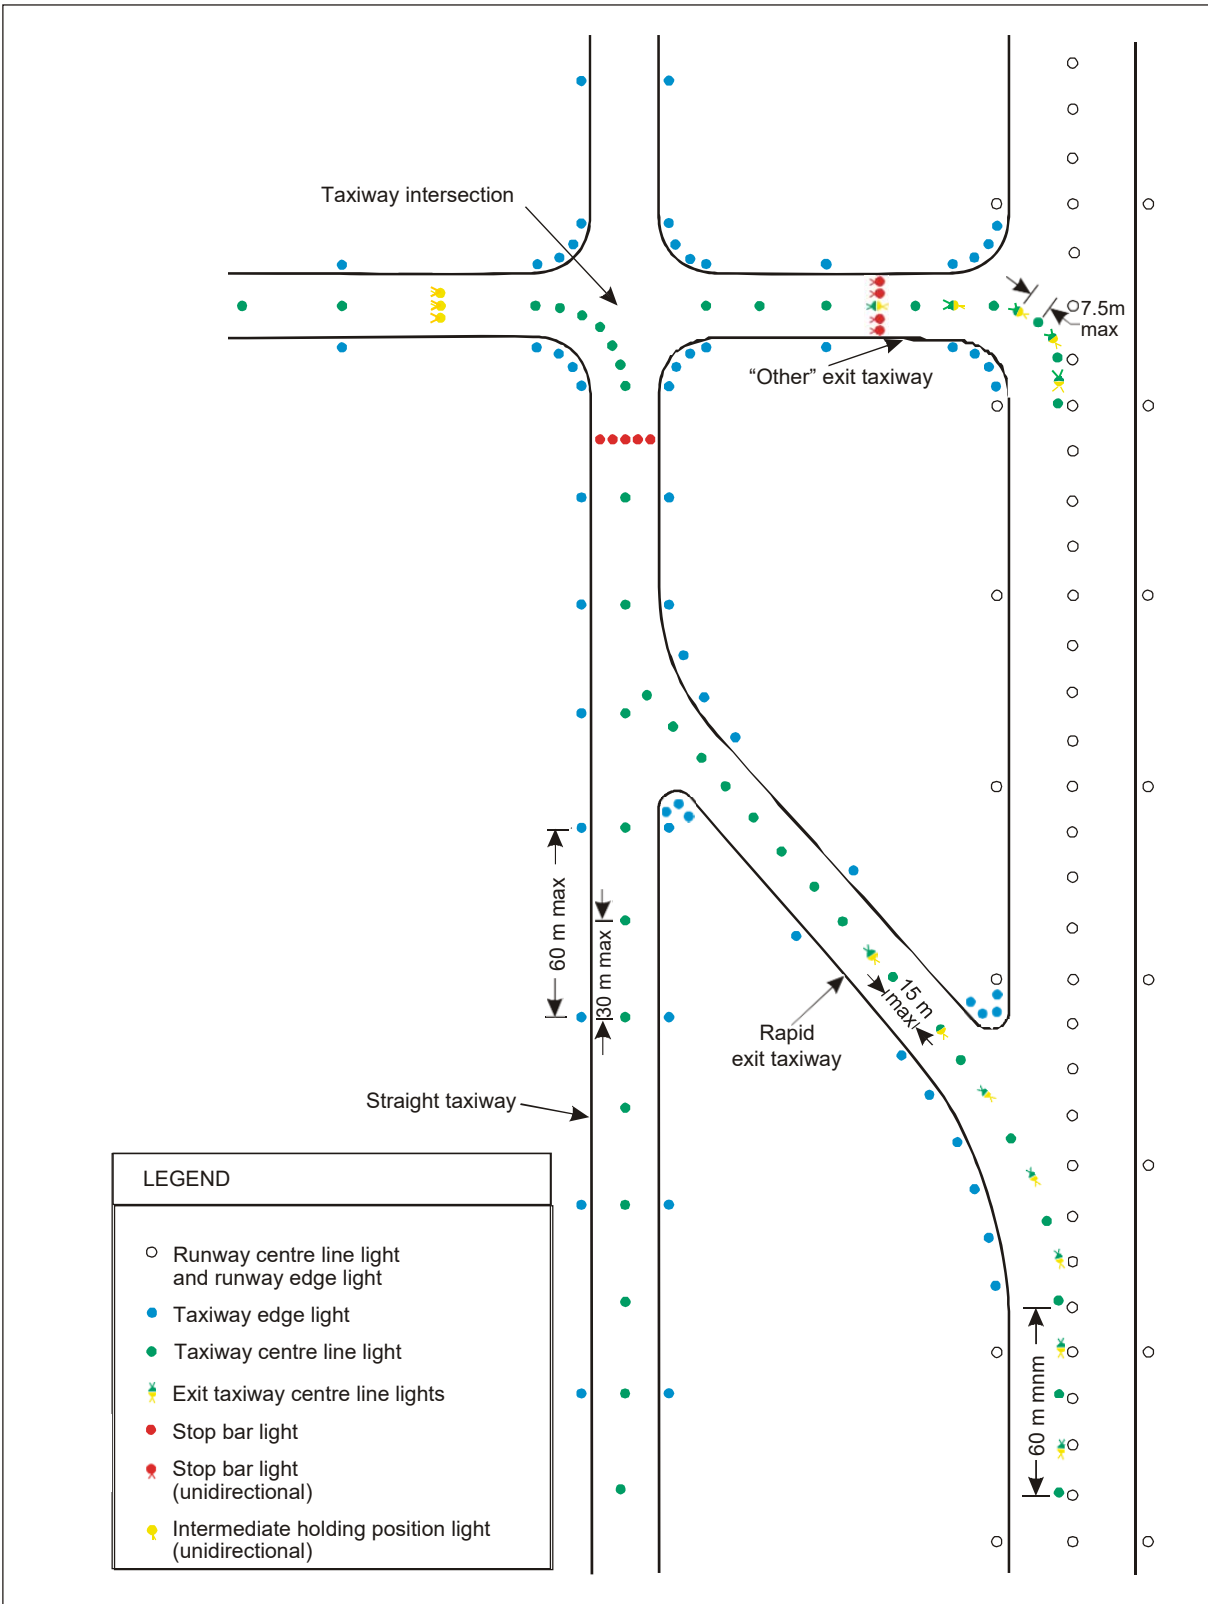 Taxiway intersection
7.5m
max
“Other” exit taxiway
60 m max
30 m max
15 m
max
Rapid
exit taxiway
Straight taxiway
60 m mnm
LEGEND
Runway centre line light
and runway edge light
Taxiway edge light
Taxiway centre line light
Exit taxiway centre line lights
Stop bar light
Stop bar light
(unidirectional)
Intermediate holding position light
(unidirectional)